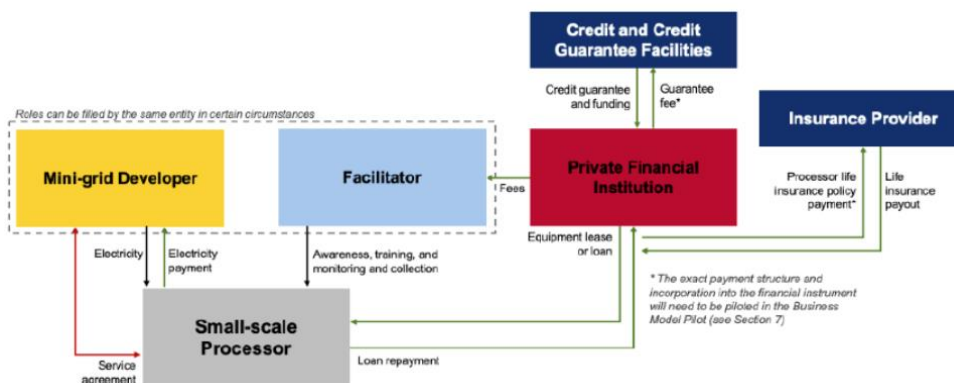 Credit and Credit
Guarantee Facilities
Credit guarantee
and funding
Guarantee
fee*
Roles can be filled by the same entity in certain circumstances
Insurance Provider
Mini-grid Developer
Facilitator
Private Financial
Institution
Fees
Processor life
insurance policy
payment*
Life
insurance
payout
Electricity
Electricity
payment
Awareness, training, and
monitoring and collection
Equipment lease
or loan
* The exact payment structure and
incorporation into the financial instrument
will need to be piloted in the Business
Model Pilot (see Section 7)
Small-scale
Processor
Service
agreement
Loan repayment